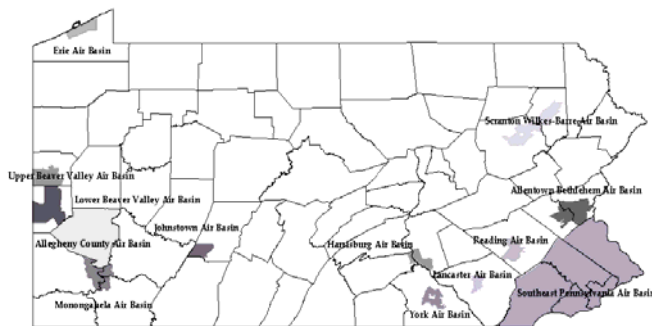 Erie Air Basin
Scranton Wilkes-Barre Air Basin
Upper Beaver Valley Air Basin
Allentown Bethlehem Air Basin
Lower Beaver Valley Air Basin
Johnstown Air Basin
Harrisburg Air Basin
Reading Air Basin
Allegheny County Air Basin
Lancaster Air Basin
Southeast Pennsylvania Air Basin
Monongahela Air Basin
York Air Basin